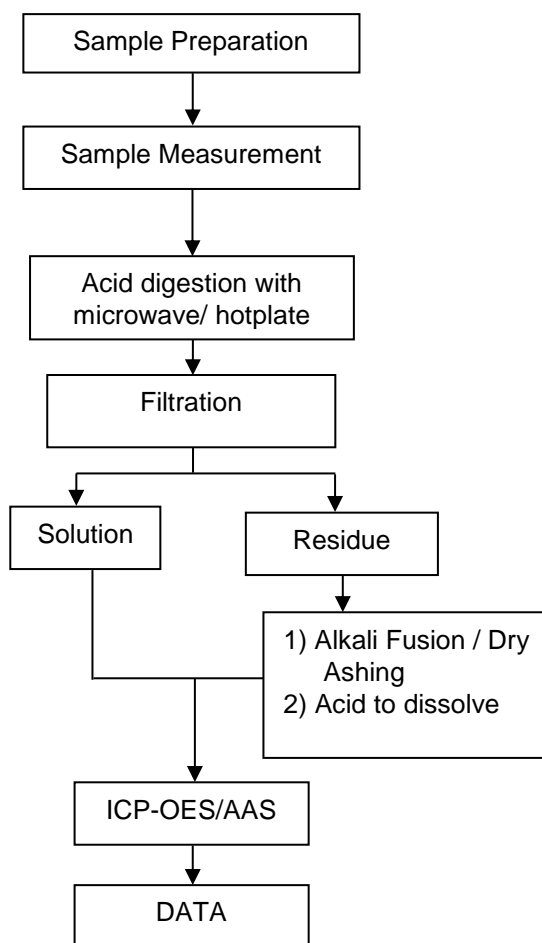 Sample Preparation
Sample Measurement
Acid digestion with
microwave/ hotplate
Filtration
Solution
Residue
1) Alkali Fusion / Dry
Ashing
2) Acid to dissolve
ICP-OES/AAS
DATA